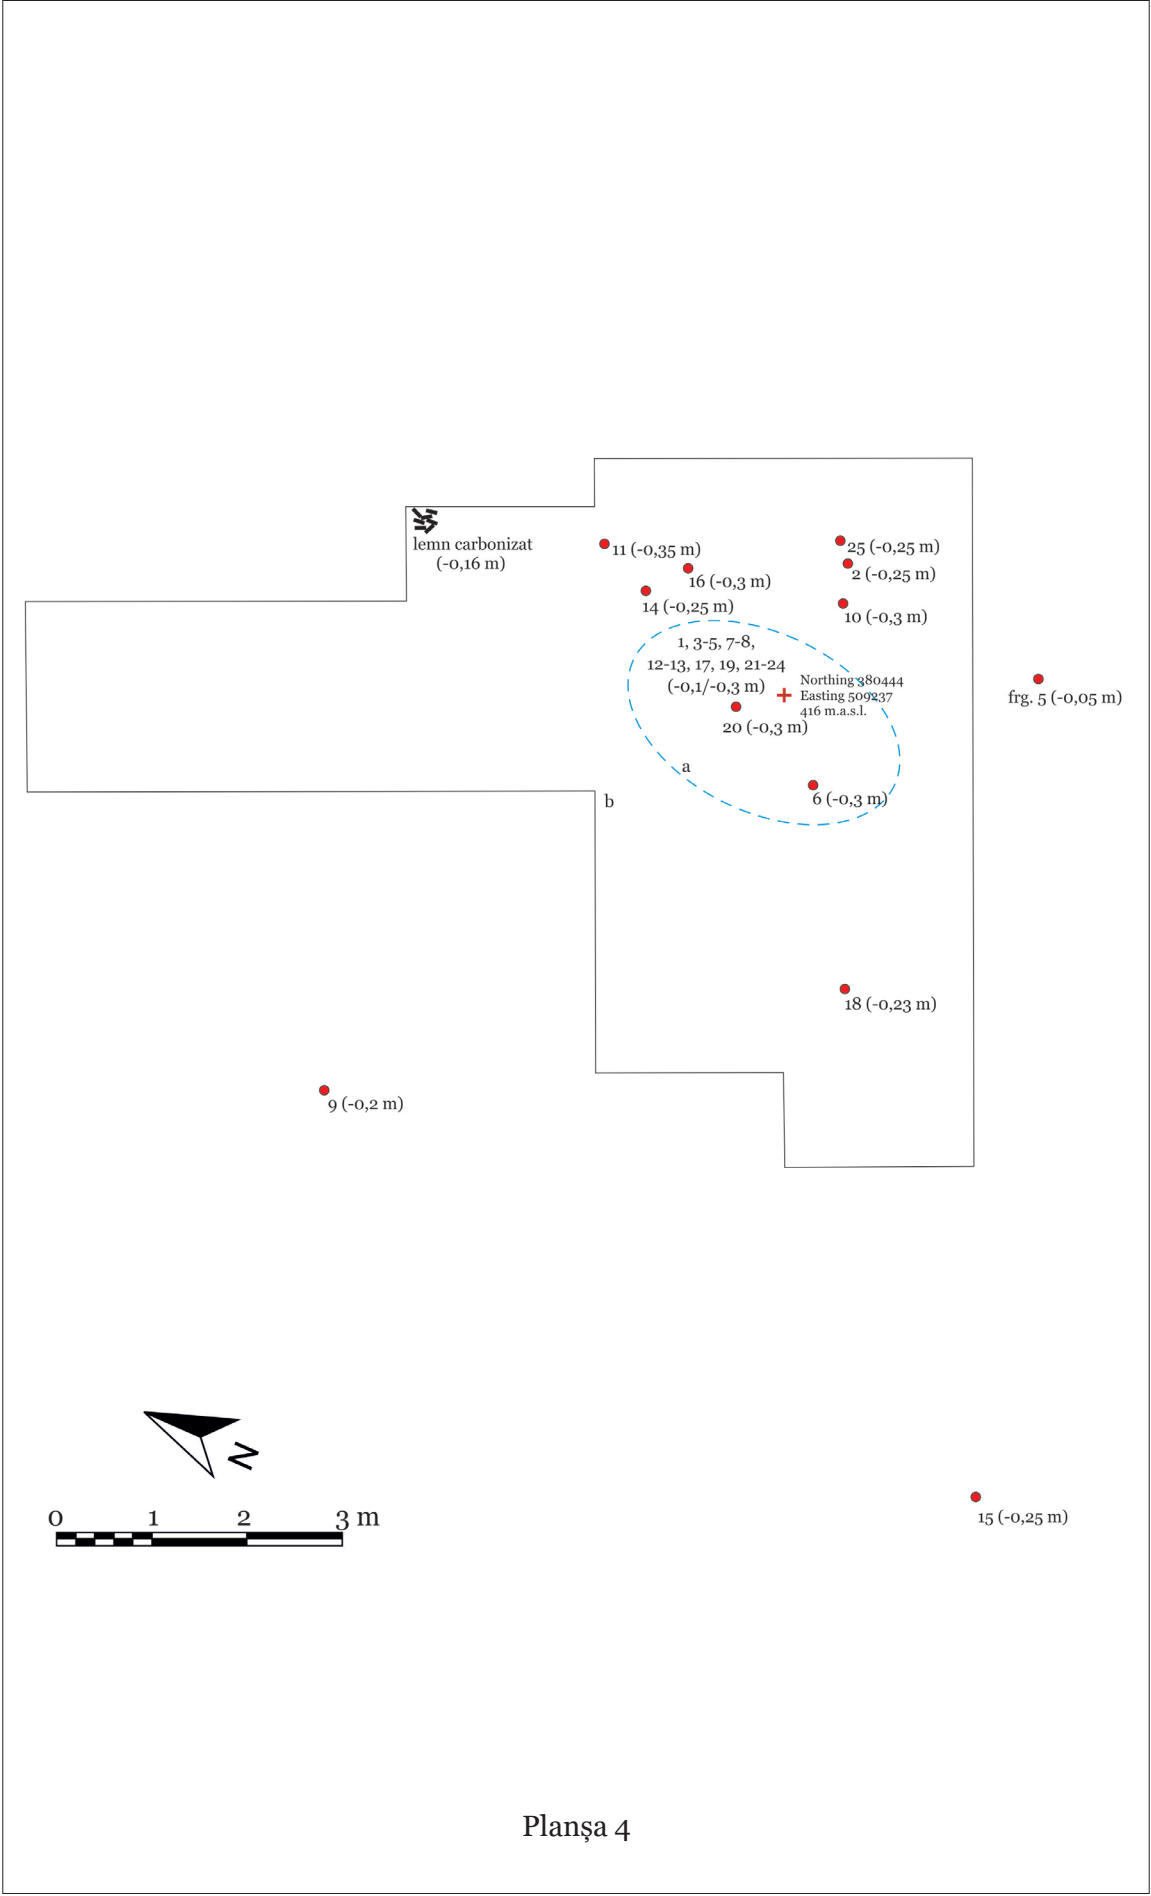 lemn carbonizat
(-0,16 m)
11 (-0,35 m)
25 (-0,25 m)
2 (-0,25 m)
16 (-0,3 m)
14 (-0,25 m)
10 (-0,3 m)
1, 3-5, 7-8,
12-13, 17, 19, 21-24
(-0,1/-0,3 m)
Northing 380444
Easting 509237
416 m.a.s.l.
frg. 5 (-0,05 m)
20 (-0,3 m)
a
6 (-0,3 m)
b
18 (-0,23 m)
9 (-0,2 m)
N
0 1 2 3 m
15 (-0,25 m)
Planșa 4